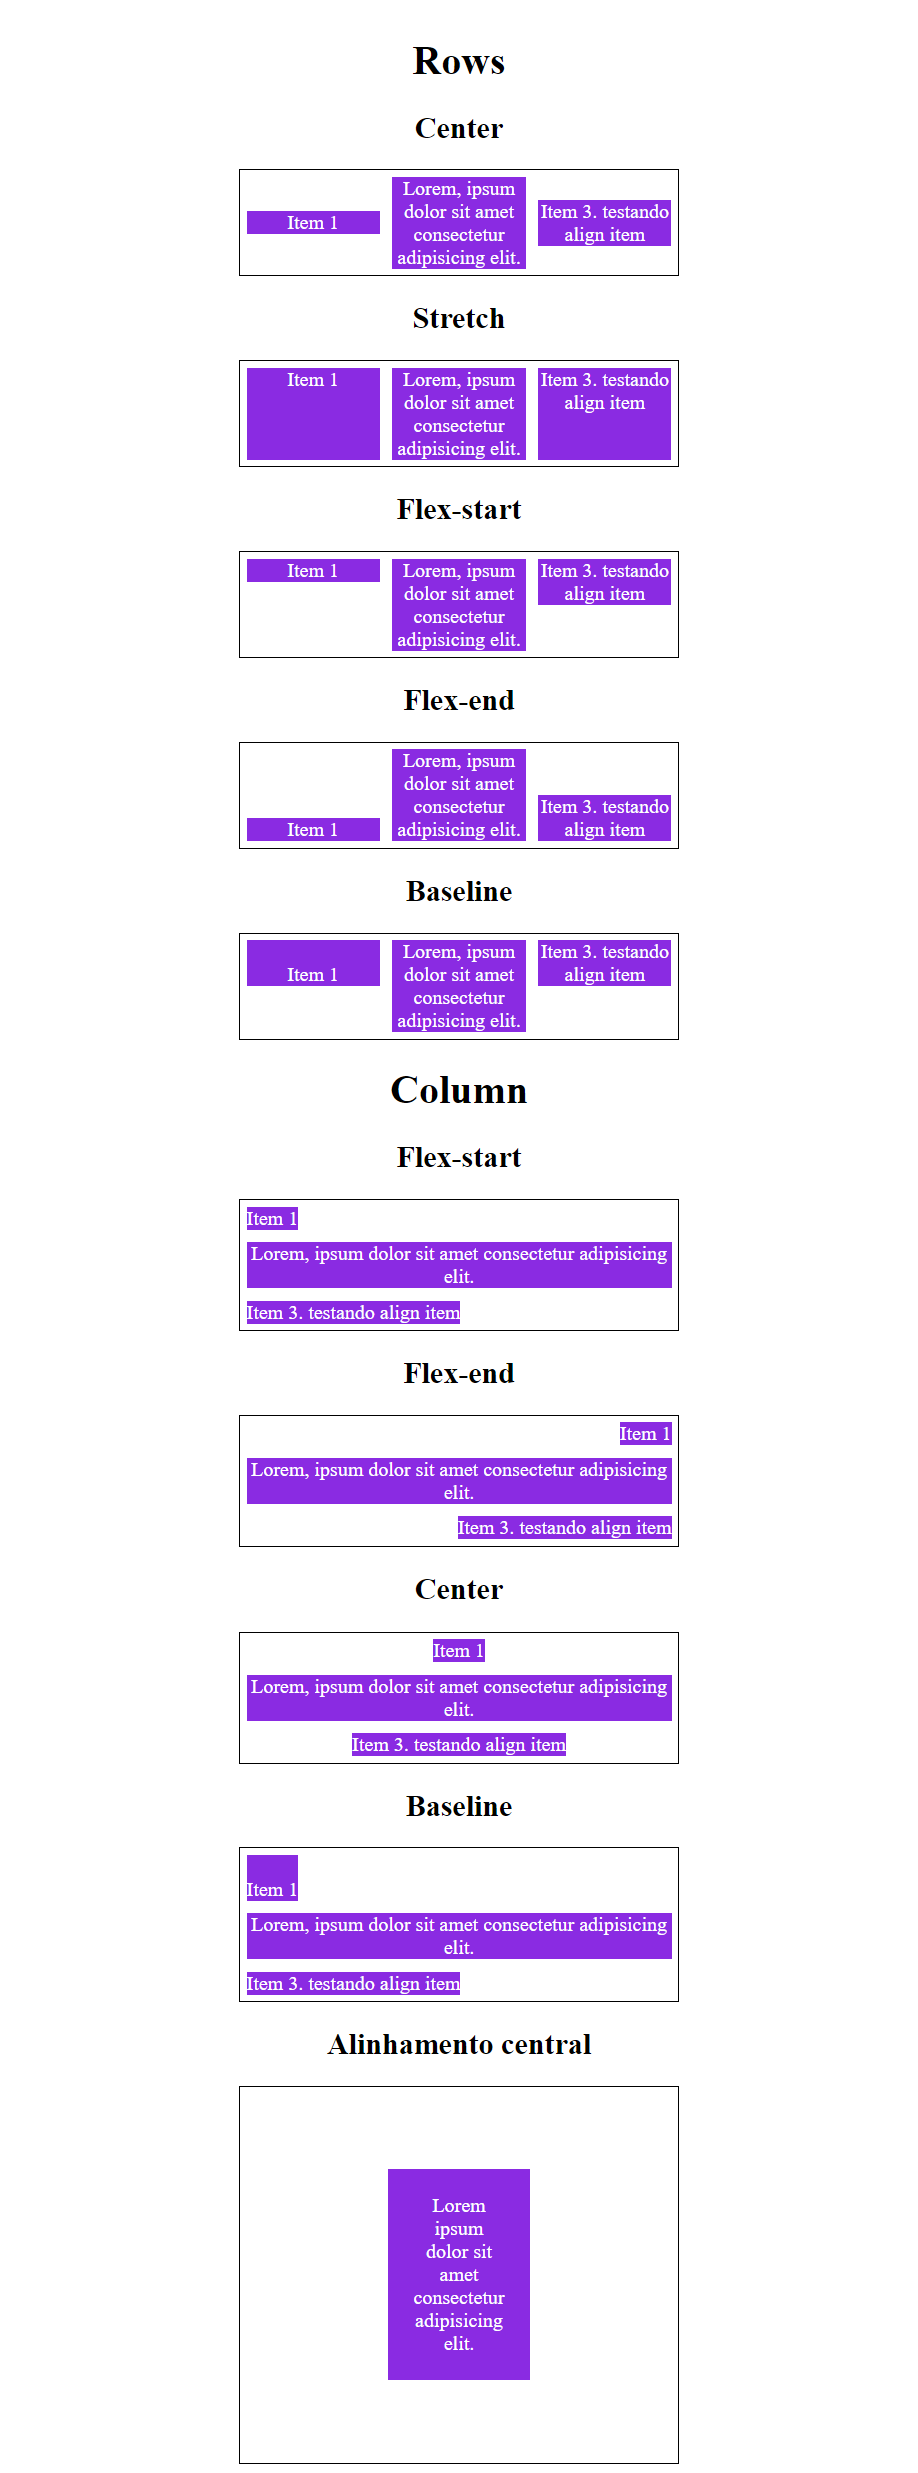 Rows
Center
Item 1
Lorem, ipsum
dolor sit amet
consectetur
adipisicing elit.
Item 3. testando
align item
Stretch
Item 1
Lorem, ipsum
dolor sit amet
consectetur
adipisicing elit.
Item 3. testando
align item
Flex-start
Item 1
Lorem, ipsum
dolor sit amet
consectetur
adipisicing elit.
Item 3. testando
align item
Flex-end
Item 1
Lorem, ipsum
dolor sit amet
consectetur
adipisicing elit.
Item 3. testando
align item
Baseline
Item 1
Lorem, ipsum
dolor sit amet
consectetur
adipisicing elit.
Item 3. testando
align item
Column
Flex-start
Item 1
Lorem, ipsum dolor sit amet consectetur adipisicing
elit.
Item 3. testando align item
Flex-end
Item 1
Lorem, ipsum dolor sit amet consectetur adipisicing
elit.
Item 3. testando align item
Center
Item 1
Lorem, ipsum dolor sit amet consectetur adipisicing
elit.
Item 3. testando align item
Baseline
Item 1
Lorem, ipsum dolor sit amet consectetur adipisicing
elit.
Item 3. testando align item
Alinhamento central
Lorem
ipsum
dolor sit
amet
consectetur
adipisicing
elit.